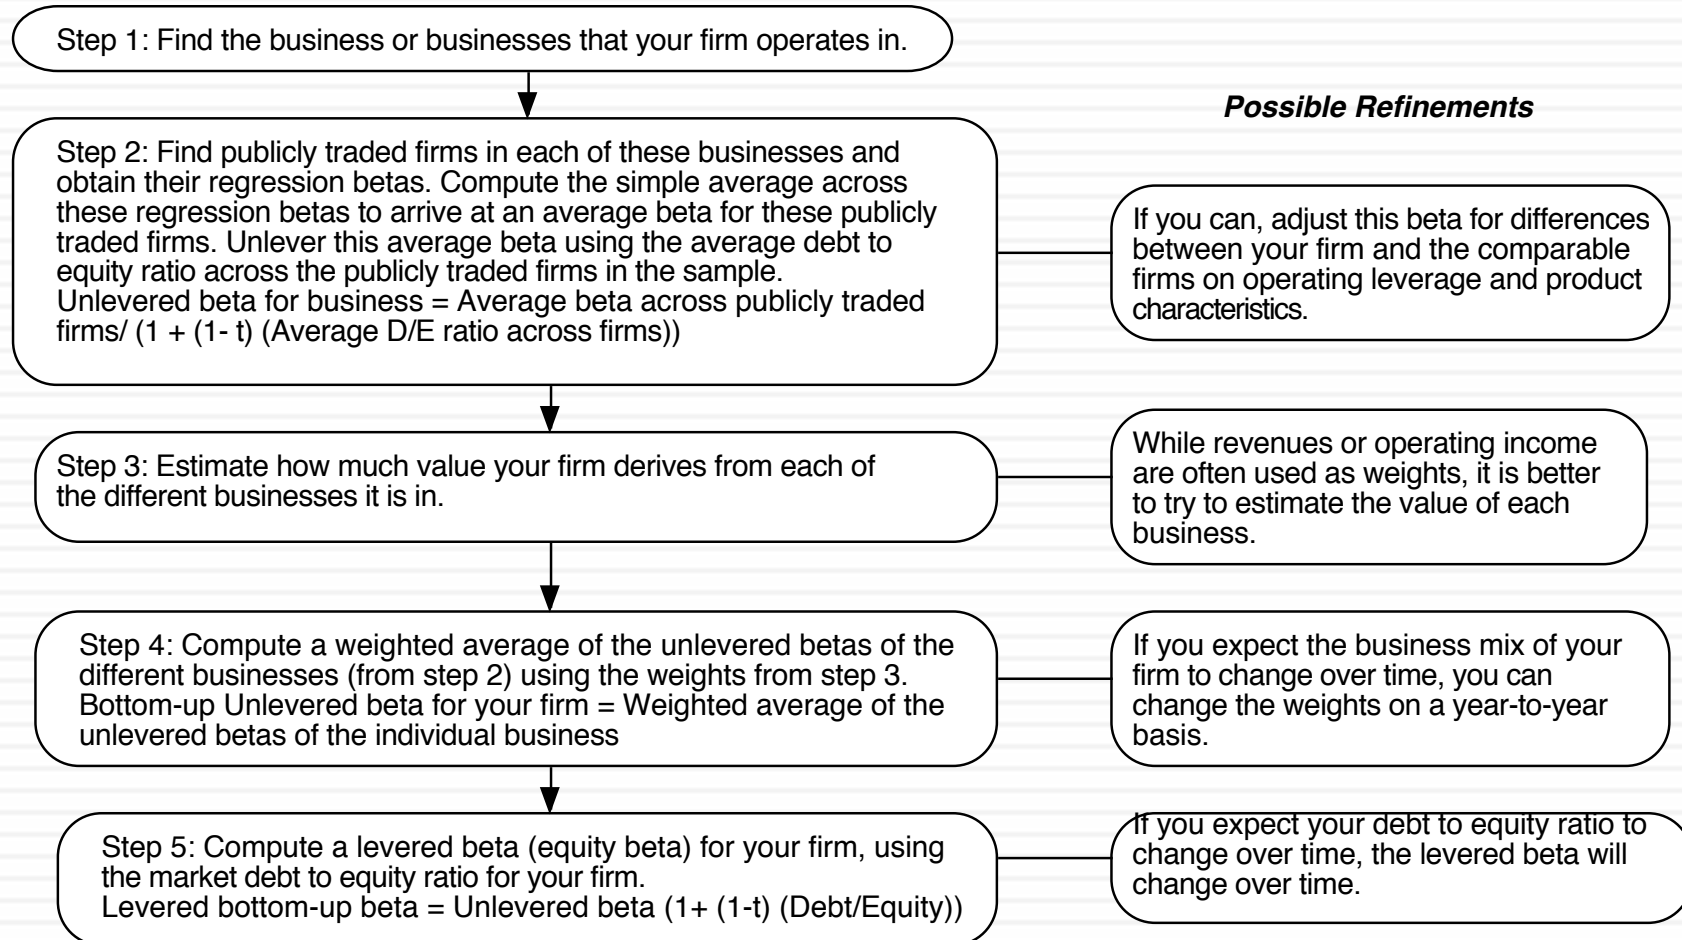 Step 1: Find the business or businesses that your firm operates in.
Possible Refinements
Step 2: Find publicly traded firms in each of these businesses and
obtain their regression betas. Compute the simple average across
these regression betas to arrive at an average beta for these publicly
traded firms. Unlever this average beta using the average debt to
equity ratio across the publicly traded firms in the sample.
Unlevered beta for business = Average beta across publicly traded
firms/ (1 + (1- t) (Average D/E ratio across firms))
If you can, adjust this beta for differences
between your firm and the comparable
firms on operating leverage and product
characteristics.
Step 3: Estimate how much value your firm derives from each of
the different businesses it is in.
While revenues or operating income
are often used as weights, it is better
to try to estimate the value of each
business.
Step 4: Compute a weighted average of the unlevered betas of the
different businesses (from step 2) using the weights from step 3.
Bottom-up Unlevered beta for your firm = Weighted average of the
unlevered betas of the individual business
If you expect the business mix of your
firm to change over time, you can
change the weights on a year-to-year
basis.
Step 5: Compute a levered beta (equity beta) for your firm, using
the market debt to equity ratio for your firm.
Levered bottom-up beta = Unlevered beta (1+ (1-t) (Debt/Equity))
If you expect your debt to equity ratio to
change over time, the levered beta will
change over time.